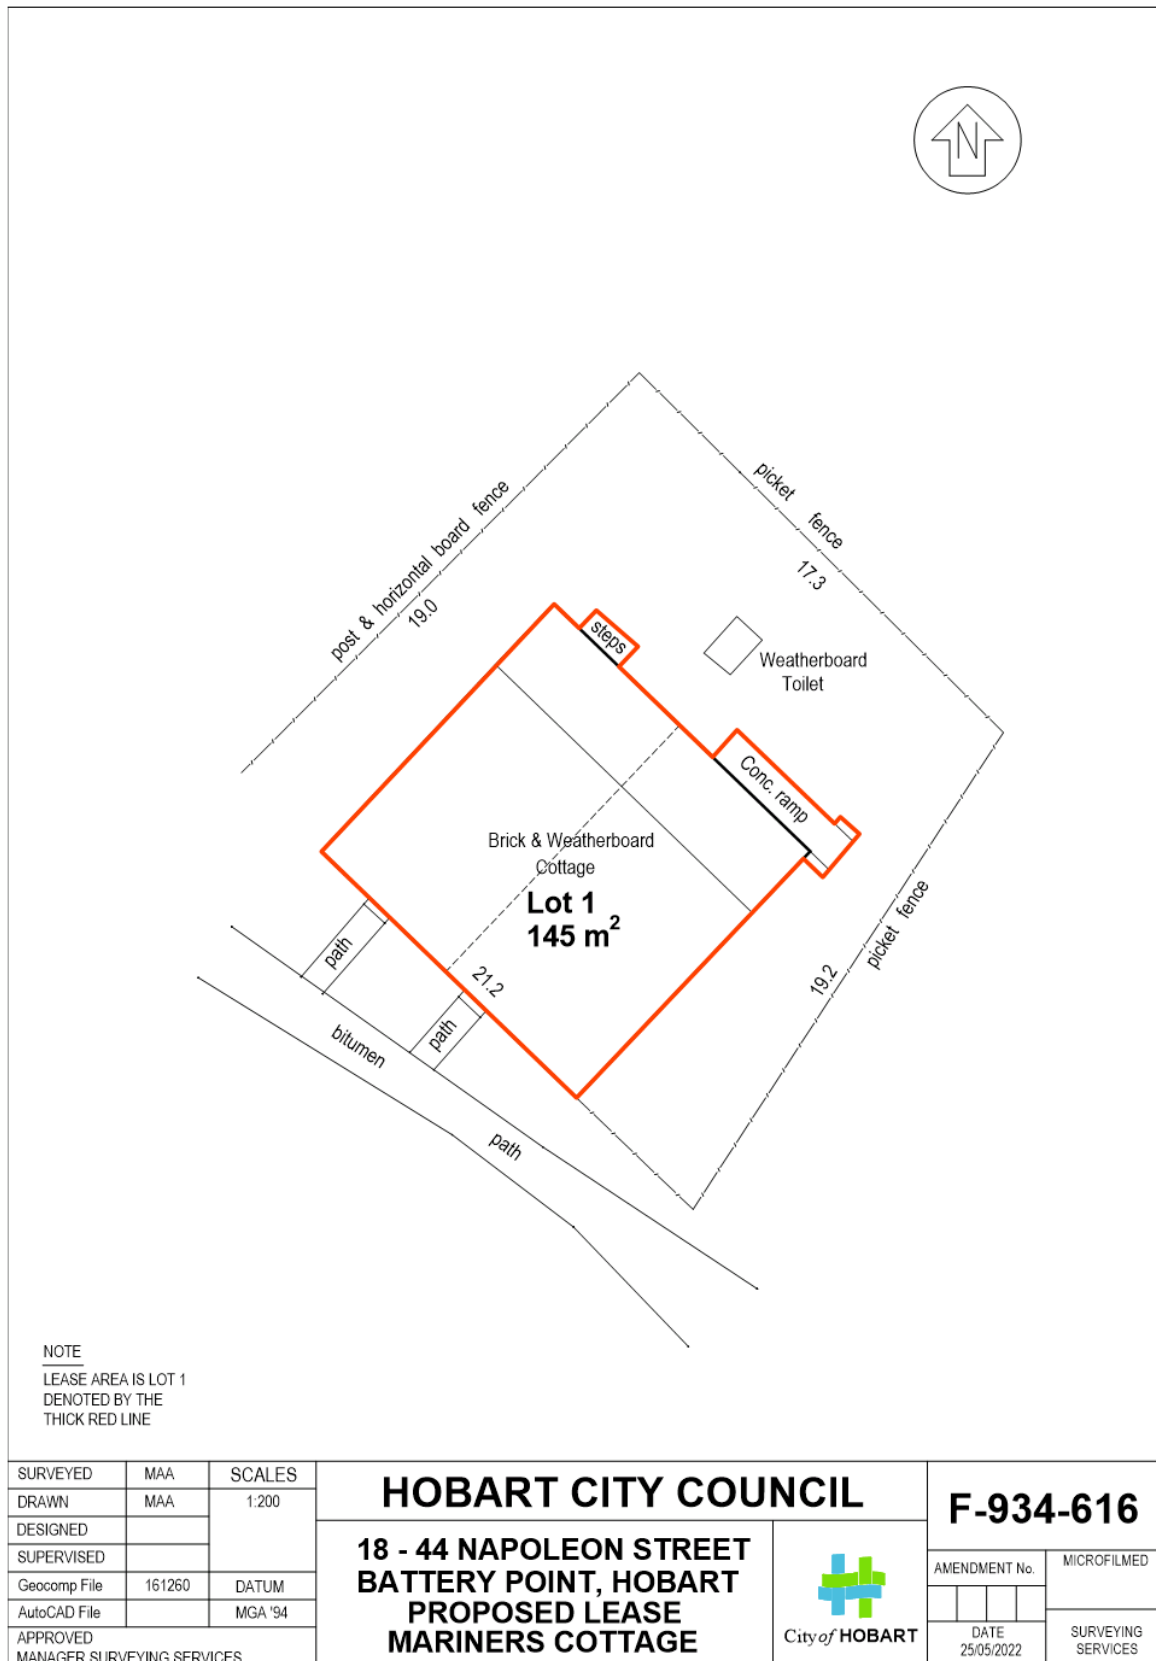 N
post & horizontal board fence
19.0
picket fence
17.3
steps
Weatherboard
Toilet
Conc. ramp
Brick & Weatherboard
Cottage
Lot 1
145 m²
picket fence
19.2
path
21.2
path
bitumen
path
NOTE
LEASE AREA IS LOT 1
DENOTED BY THE
THICK RED LINE
SURVEYED MAA SCALES
DRAWN MAA 1:200
DESIGNED
SUPERVISED
Geocomp File 161260 DATUM
AutoCAD File MGA '94
APPROVED
MANAGER SURVEYING SERVICES
HOBART CITY COUNCIL
18 - 44 NAPOLEON STREET
BATTERY POINT, HOBART
PROPOSED LEASE
MARINERS COTTAGE
City of HOBART
F-934-616
AMENDMENT No.
MICROFILMED
DATE
25/05/2022
SURVEYING
SERVICES